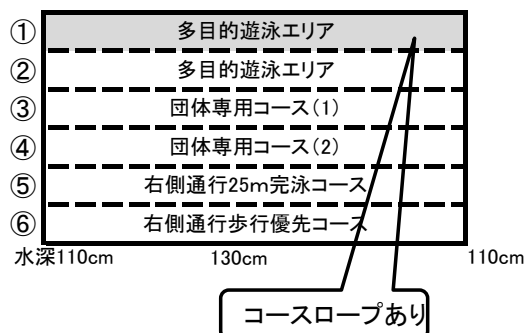 ① 多目的遊泳エリア
② 多目的遊泳エリア
③ 団体専用コース(1)
④ 団体専用コース(2)
⑤ 右側通行25m完泳コース
⑥ 右側通行歩行優先コース
水深110cm 130cm 110cm
コースロープあり